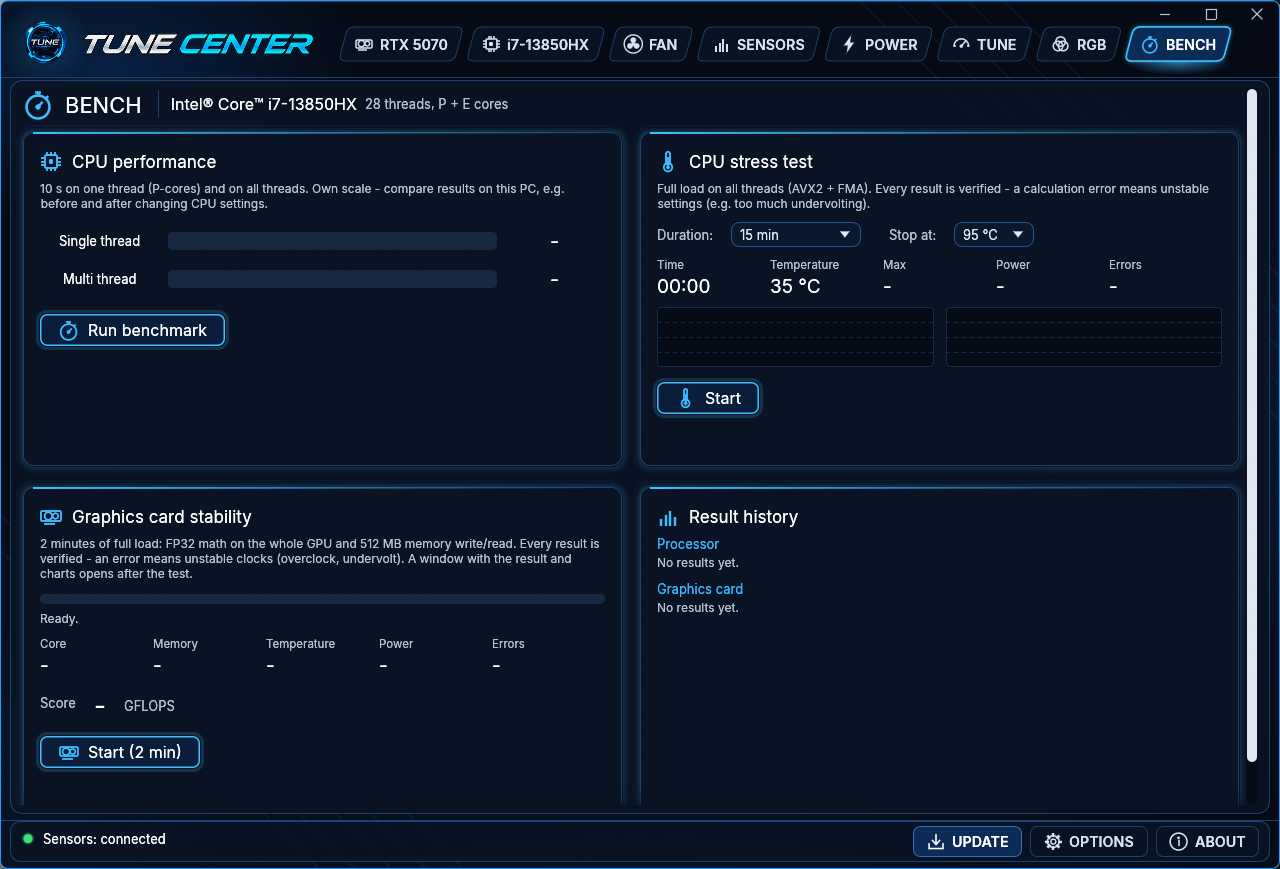 TUNE
TUNE CENTER
RTX 5070
i7-13850HX
FAN
SENSORS
POWER
TUNE
RGB
BENCH
BENCH
Intel® Core™ i7-13850HX 28 threads, P + E cores
CPU performance
10 s on one thread (P-cores) and on all threads. Own scale - compare results on this PC, e.g.
before and after changing CPU settings.
Single thread –
Multi thread –
Run benchmark
CPU stress test
Full load on all threads (AVX2 + FMA). Every result is verified - a calculation error means unstable
settings (e.g. too much undervolting).
Duration: 15 min Stop at: 95 °C
Time Temperature Max Power Errors
00:00 35 °C – – –
Start
Graphics card stability
2 minutes of full load: FP32 math on the whole GPU and 512 MB memory write/read. Every result is
verified - an error means unstable clocks (overclock, undervolt). A window with the result and
charts opens after the test.
Ready.
Core Memory Temperature Power Errors
– – – – –
Score – GFLOPS
Start (2 min)
Result history
Processor
No results yet.
Graphics card
No results yet.
Sensors: connected
UPDATE
OPTIONS
ABOUT